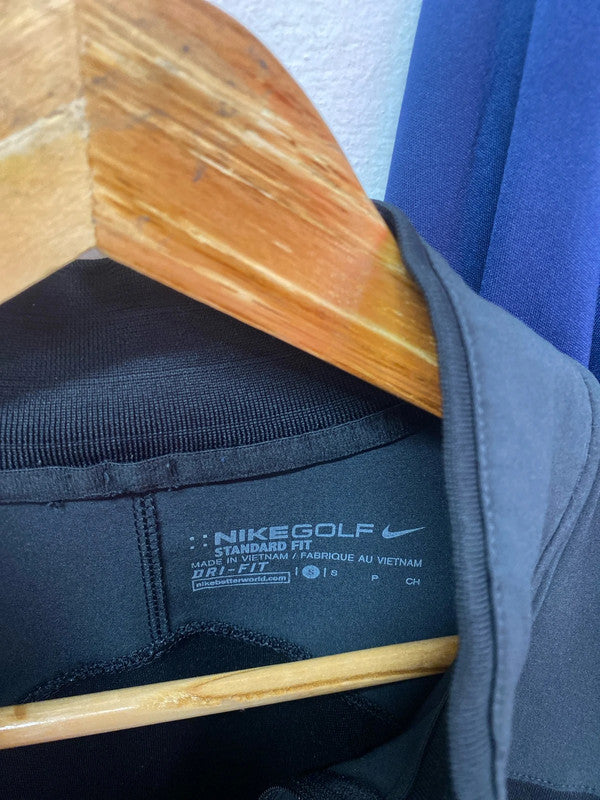 NIKEGOLF
STANDARD FIT
MADE IN VIETNAM / FABRIQUE AU VIETNAM
DRI-FIT
nikebetterworld.com | S | S P CH